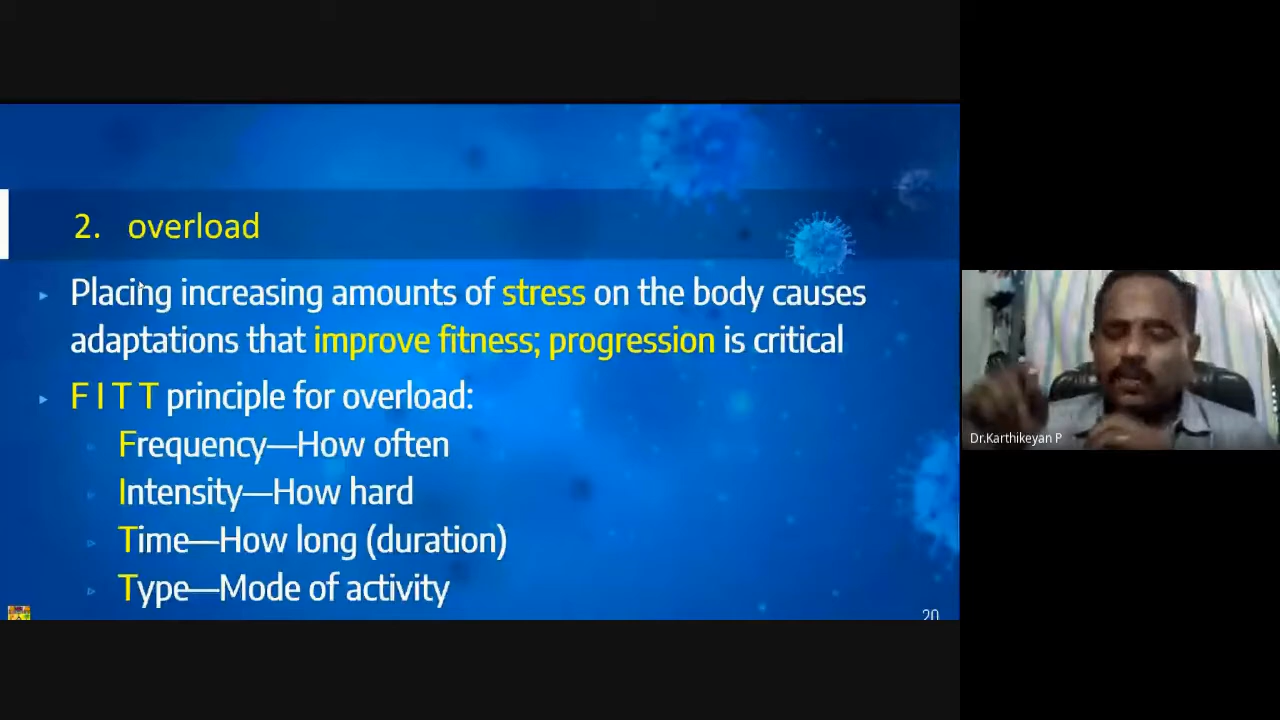 2. overload
Placing increasing amounts of stress on the body causes
adaptations that improve fitness; progression is critical
F I T T principle for overload:
Frequency—How often
Intensity—How hard
Time—How long (duration)
Type—Mode of activity
20
Dr.Karthikeyan P